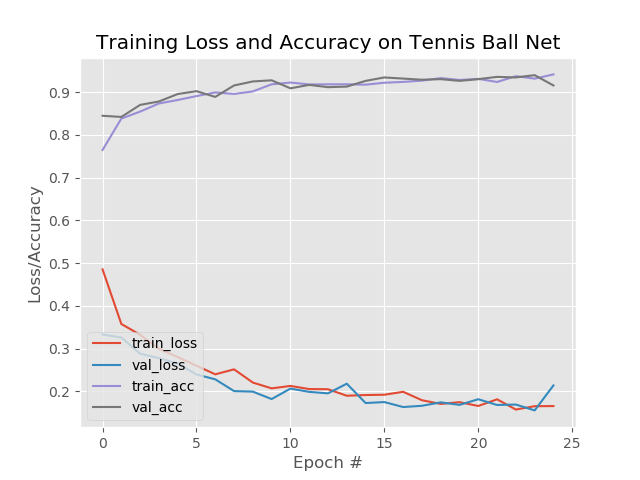 Training Loss and Accuracy on Tennis Ball Net
Loss/Accuracy
0.9
0.8
0.7
0.6
0.5
0.4
0.3
0.2
train_loss
val_loss
train_acc
val_acc
0 5 10 15 20 25
Epoch #